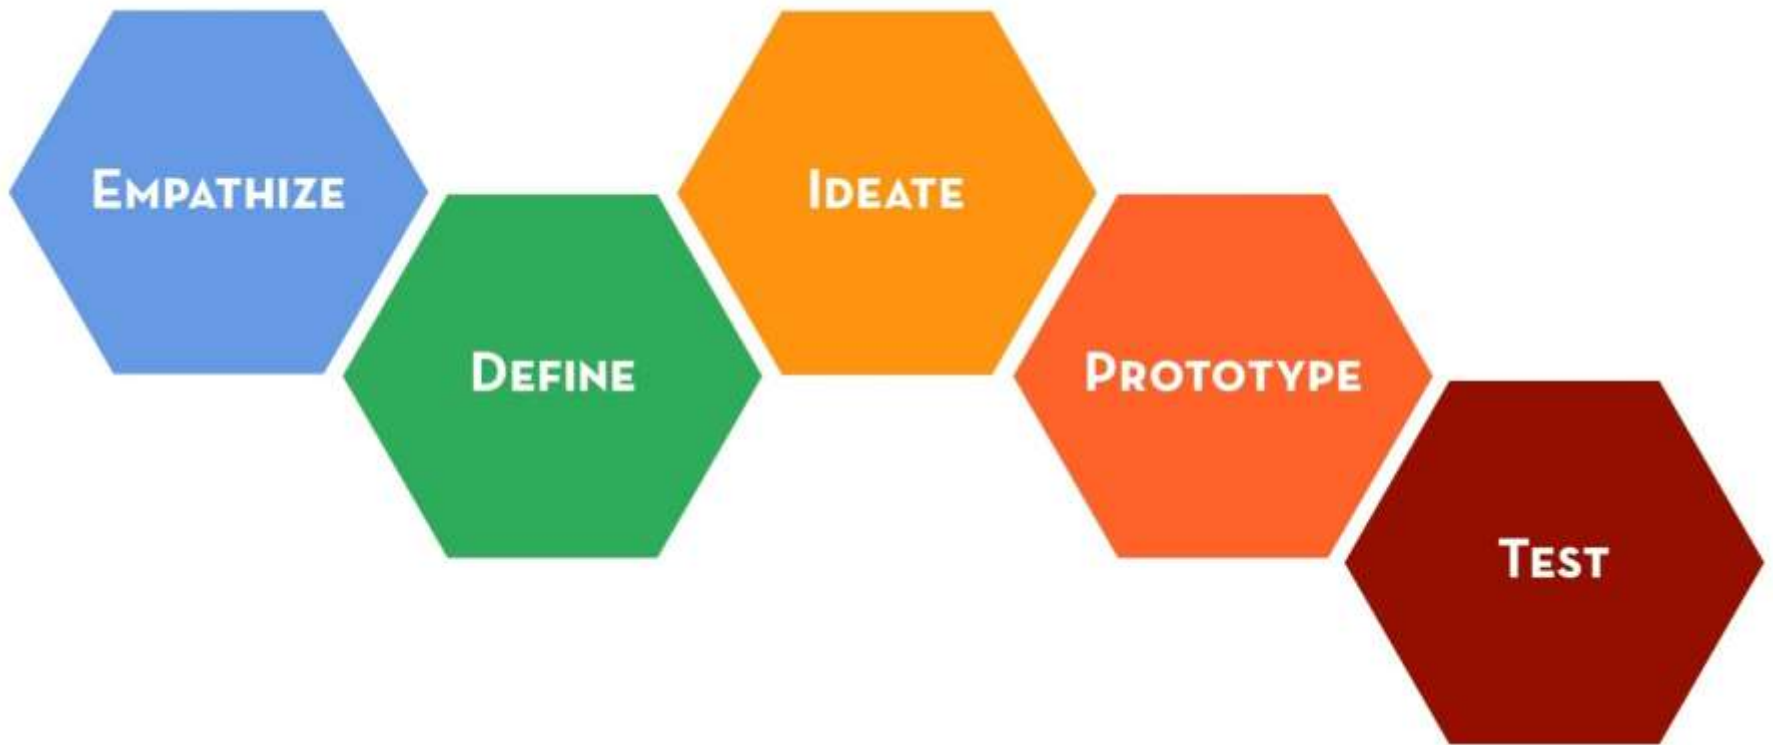 EMPATHIZE
DEFINE
IDEATE
PROTOTYPE
TEST